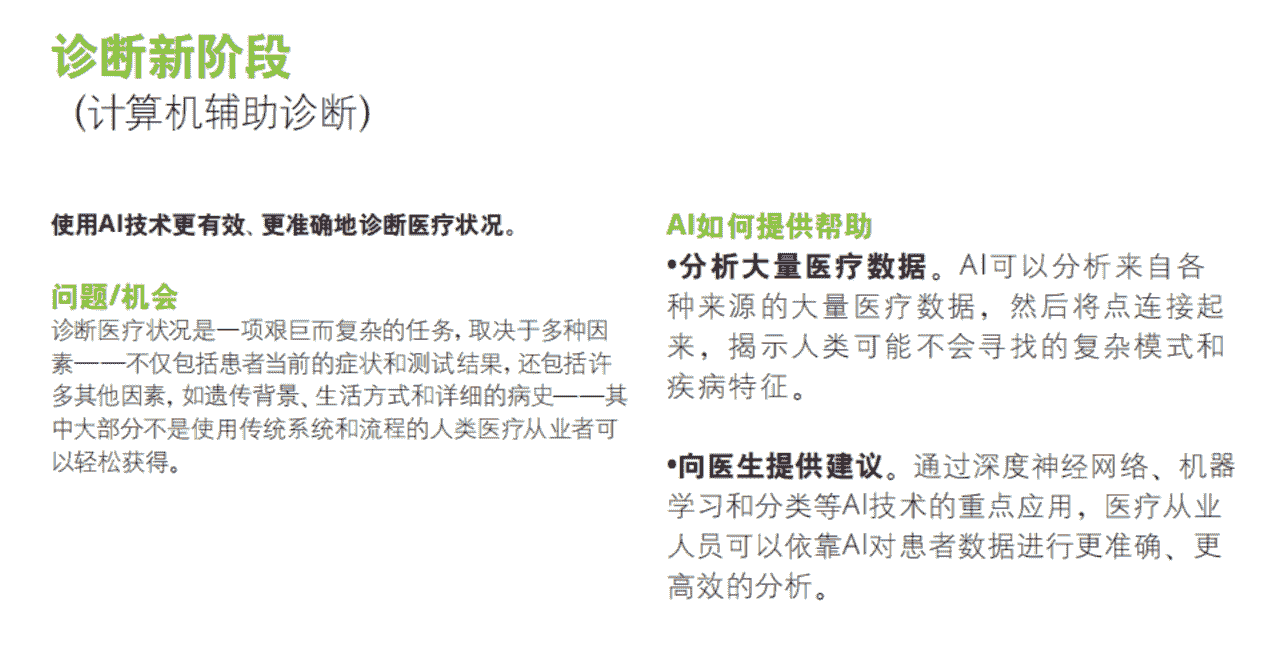 诊断新阶段
(计算机辅助诊断)
使用AI技术更有效、更准确地诊断医疗状况。
问题/机会
诊断医疗状况是一项艰巨而复杂的任务,取决于多种因
素——不仅包括患者当前的症状和测试结果,还包括许
多其他因素,如遗传背景、生活方式和详细的病史——其
中大部分不是使用传统系统和流程的人类医疗从业者可
以轻松获得。
AI如何提供帮助
•分析大量医疗数据。AI可以分析来自各
种来源的大量医疗数据，然后将点连接起
来，揭示人类可能不会寻找的复杂模式和
疾病特征。
•向医生提供建议。通过深度神经网络、机器
学习和分类等AI技术的重点应用，医疗从业
人员可以依靠AI对患者数据进行更准确、更
高效的分析。